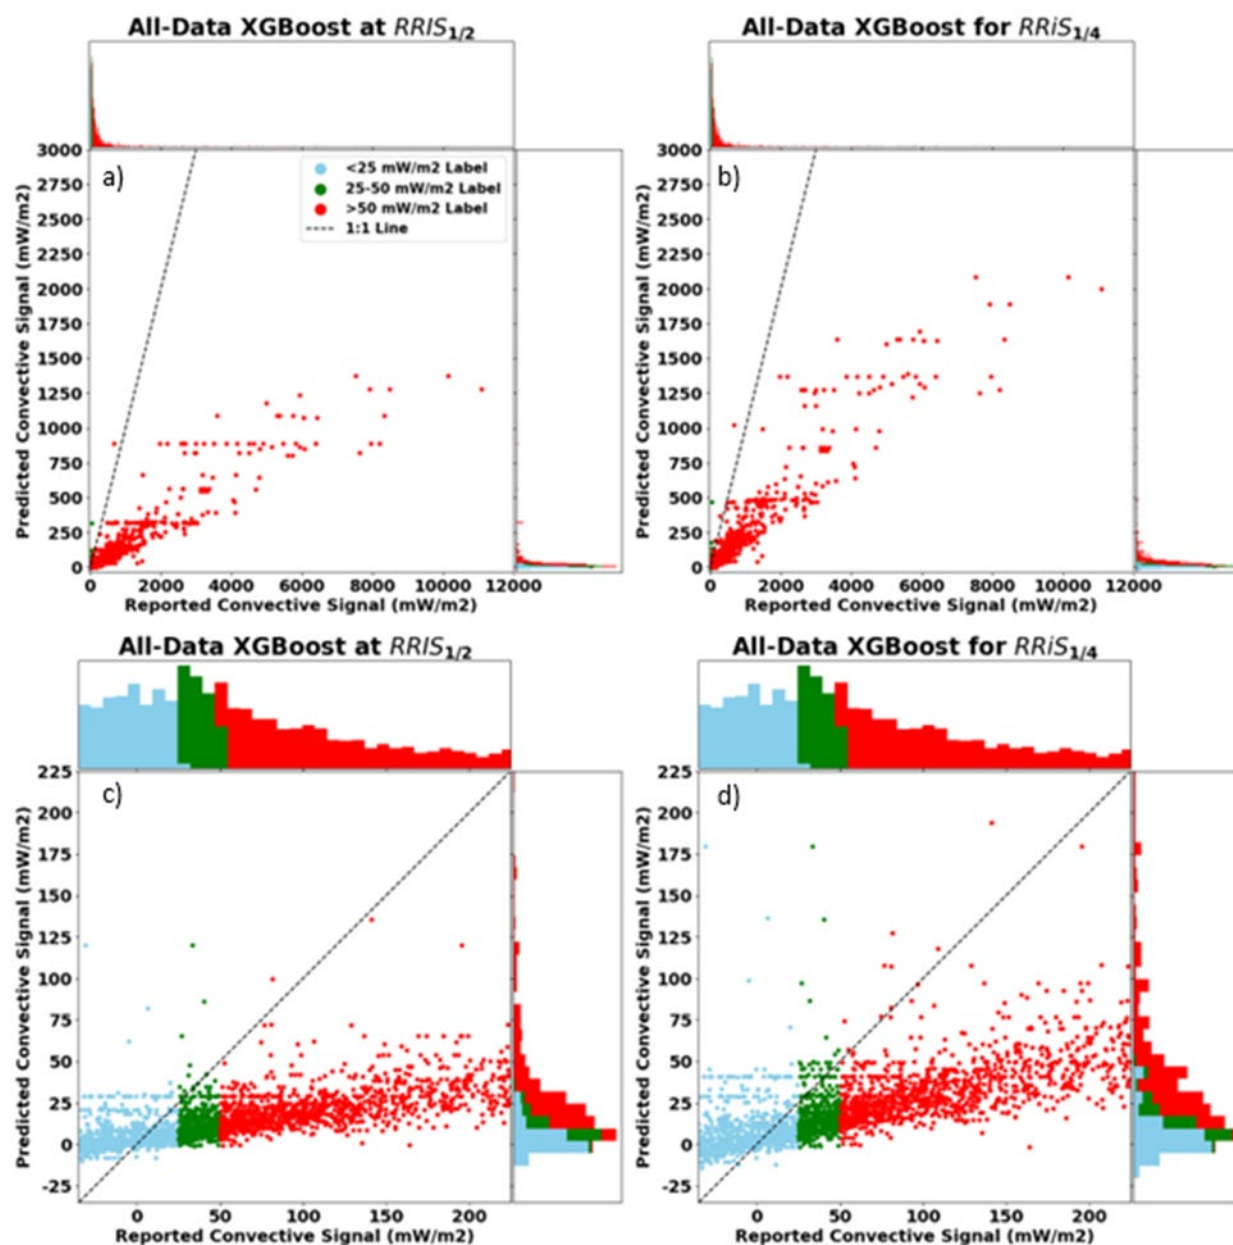 All-Data XGBoost at RRIS1/2
All-Data XGBoost for RRiS1/4
a)
<25 mW/m2 Label
25-50 mW/m2 Label
>50 mW/m2 Label
1:1 Line
b)
Predicted Convective Signal (mW/m2)
3000
2750
2500
2250
2000
1750
1500
1250
1000
750
500
250
0
0 2000 4000 6000 8000 10000 12000
Reported Convective Signal (mW/m2)
Predicted Convective Signal (mW/m2)
3000
2750
2500
2250
2000
1750
1500
1250
1000
750
500
250
0
0 2000 4000 6000 8000 10000 12000
Reported Convective Signal (mW/m2)
All-Data XGBoost at RRIS1/2
All-Data XGBoost for RRiS1/4
c)
Predicted Convective Signal (mW/m2)
225
200
175
150
125
100
75
50
25
0
-25
0 50 100 150 200
Reported Convective Signal (mW/m2)
d)
Predicted Convective Signal (mW/m2)
225
200
175
150
125
100
75
50
25
0
-25
0 50 100 150 200
Reported Convective Signal (mW/m2)